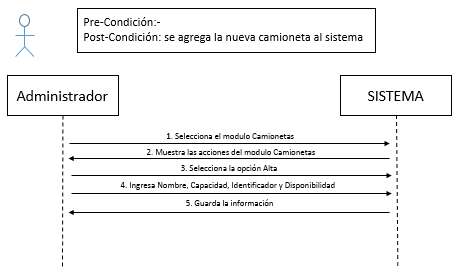 Pre-Condición:-
Post-Condición: se agrega la nueva camioneta al sistema
Administrador
SISTEMA
1. Selecciona el modulo Camionetas
2. Muestra las acciones del modulo Camionetas
3. Selecciona la opción Alta
4. Ingresa Nombre, Capacidad, Identificador y Disponibilidad
5. Guarda la información